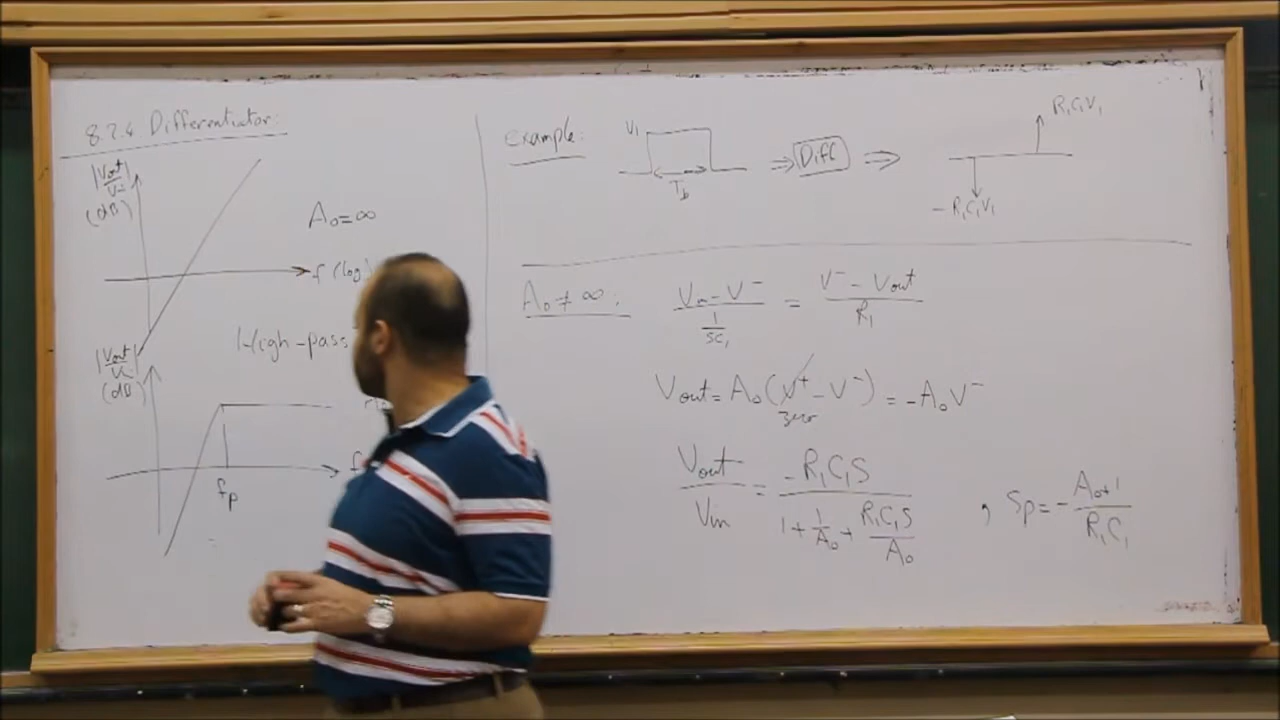 8.2.4 Differentiator:
|Vout/Vin|
(dB)
A0=∞
f (log)
High-pass
|Vout/Vin|
(dB)
f
fp
example:
V1
Tb
⇒ Diff ⇒
R1C1V1
-R1C1V1
A0 ≠ ∞:
(Vin - V⁻)/(1/SC1) = (V⁻ - Vout)/R1
Vout = A0(V⁺ - V⁻) = -A0V⁻
zero
Vout/Vin = -R1C1S/(1 + 1/A0 + R1C1S/A0) , Sp = -(A0+1)/(R1C1)